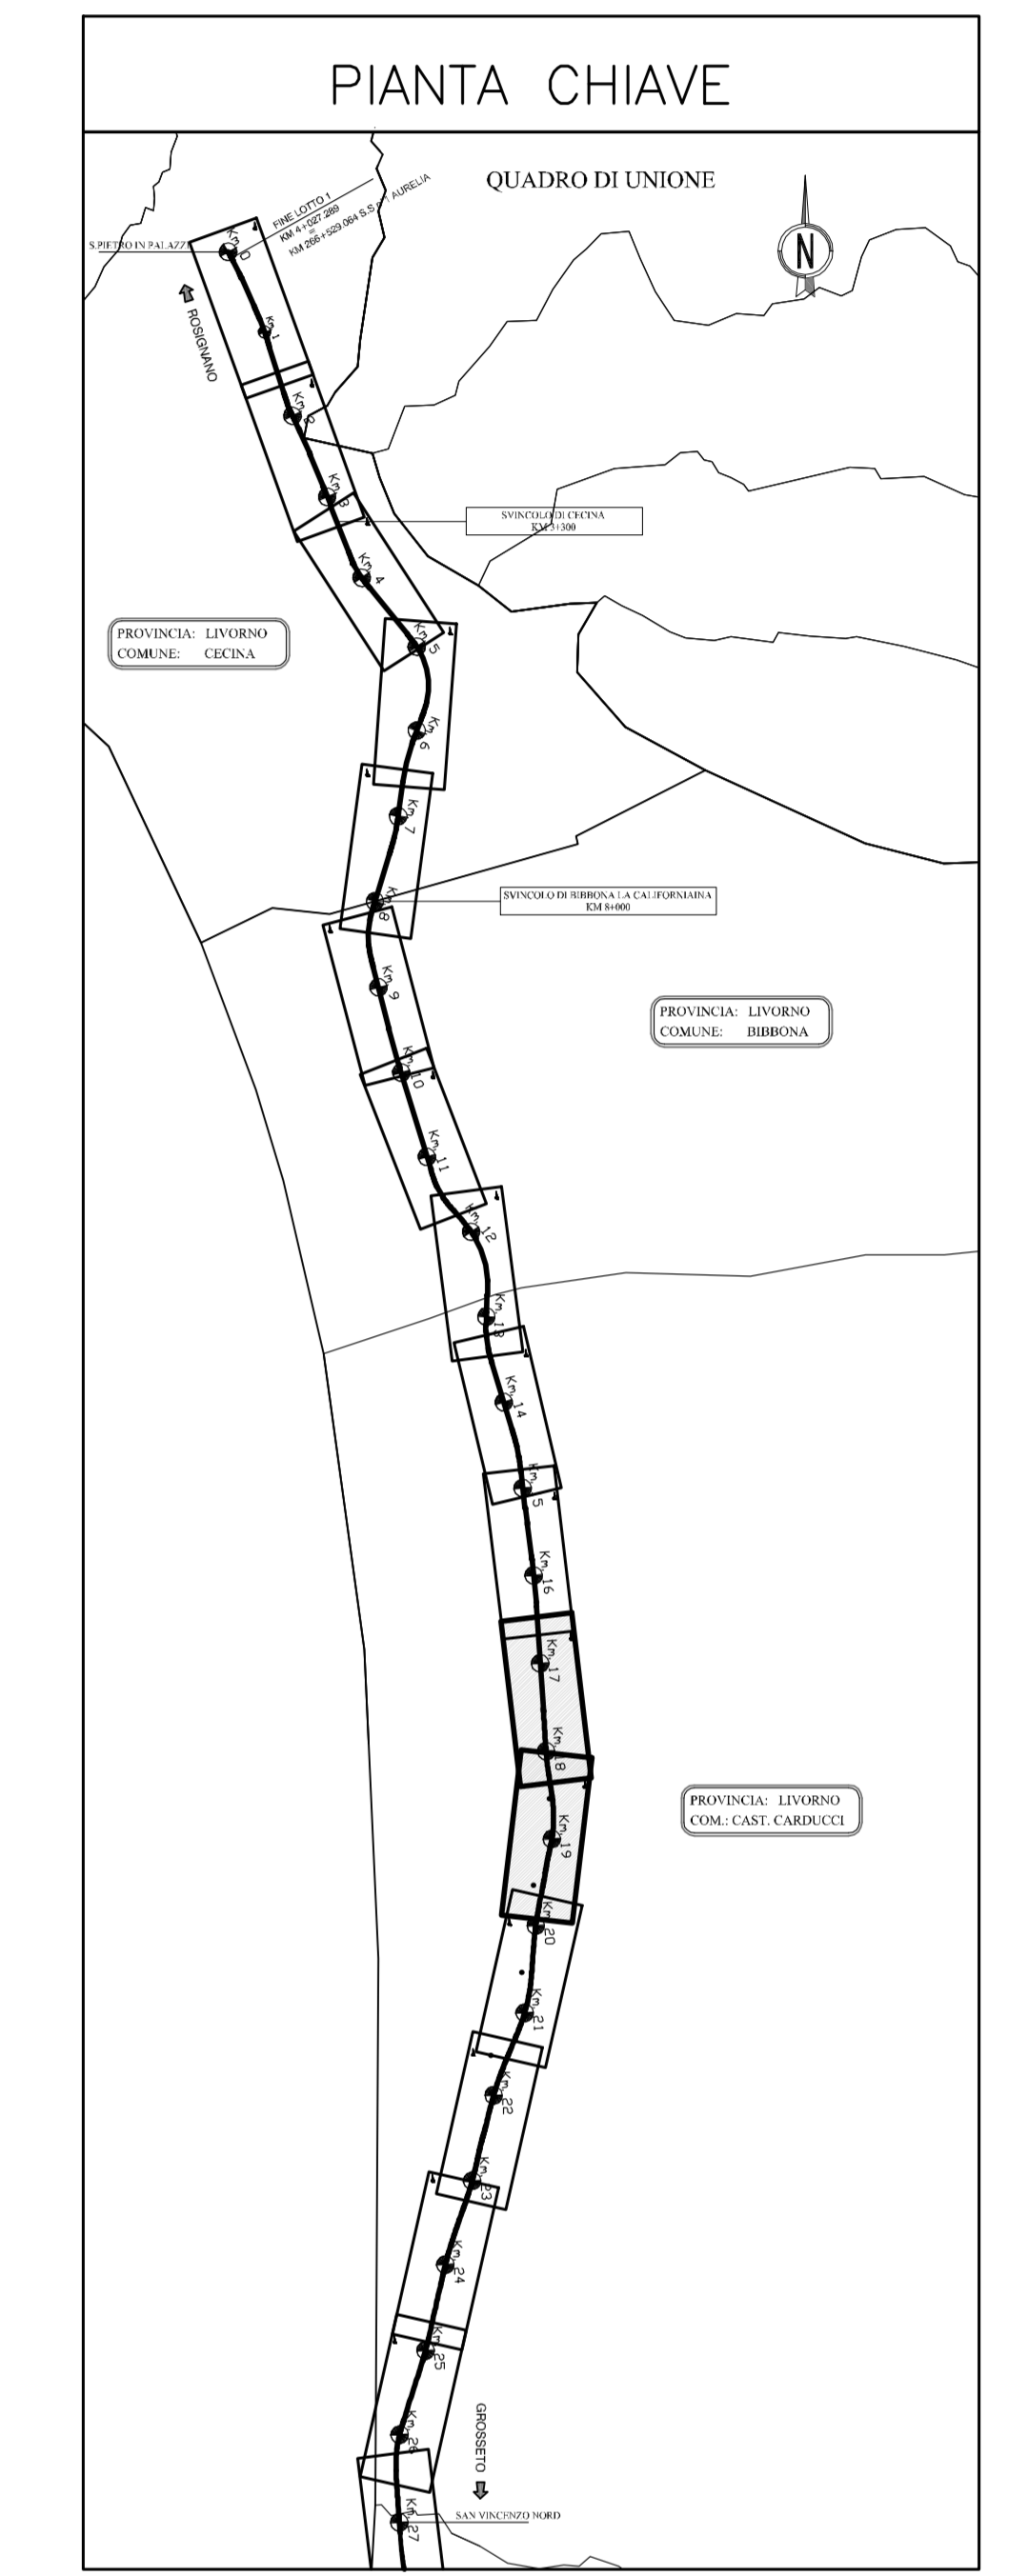 PIANTA CHIAVE
QUADRO DI UNIONE
N
FINE LOTTO 1
KM 4+027.289
=
KM 266+529.064 S.S. n° 1 AURELIA
S.PIETRO IN PALAZZI
Km 0
ROSIGNANO
Km 1
Km 2
Km 3
SVINCOLO DI CECINA
KM 3+300
Km 4
PROVINCIA: LIVORNO
COMUNE: CECINA
Km 5
Km 6
Km 7
SVINCOLO DI BIBBONA LA CALIFORNIAINA
KM 8+000
Km 8
Km 9
PROVINCIA: LIVORNO
COMUNE: BIBBONA
Km 10
Km 11
Km 12
Km 13
Km 14
Km 15
Km 16
Km 17
Km 18
PROVINCIA: LIVORNO
COM.: CAST. CARDUCCI
Km 19
Km 20
Km 21
Km 22
Km 23
Km 24
Km 25
GROSSETO
Km 26
SAN VINCENZO NORD
Km 27